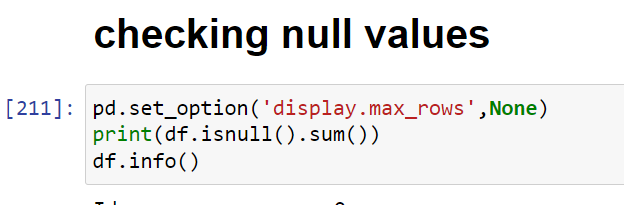 checking null values
[211]: pd.set_option('display.max_rows',None)
print(df.isnull().sum())
df.info()